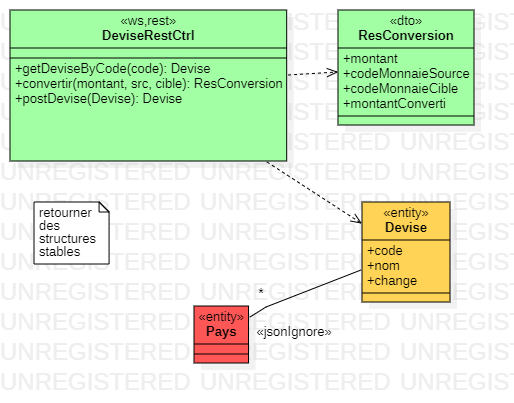 «ws,rest»
DeviseRestCtrl
+getDeviseByCode(code): Devise
+convertir(montant, src, cible): ResConversion
+postDevise(Devise): Devise
«dto»
ResConversion
+montant
+codeMonnaieSource
+codeMonnaieCible
+montantConverti
retourner
des
structures
stables
«entity»
Devise
+code
+nom
+change
*
«entity»
Pays
«jsonIgnore»
UNREGISTERED UNREGISTERED UNREGISTERED